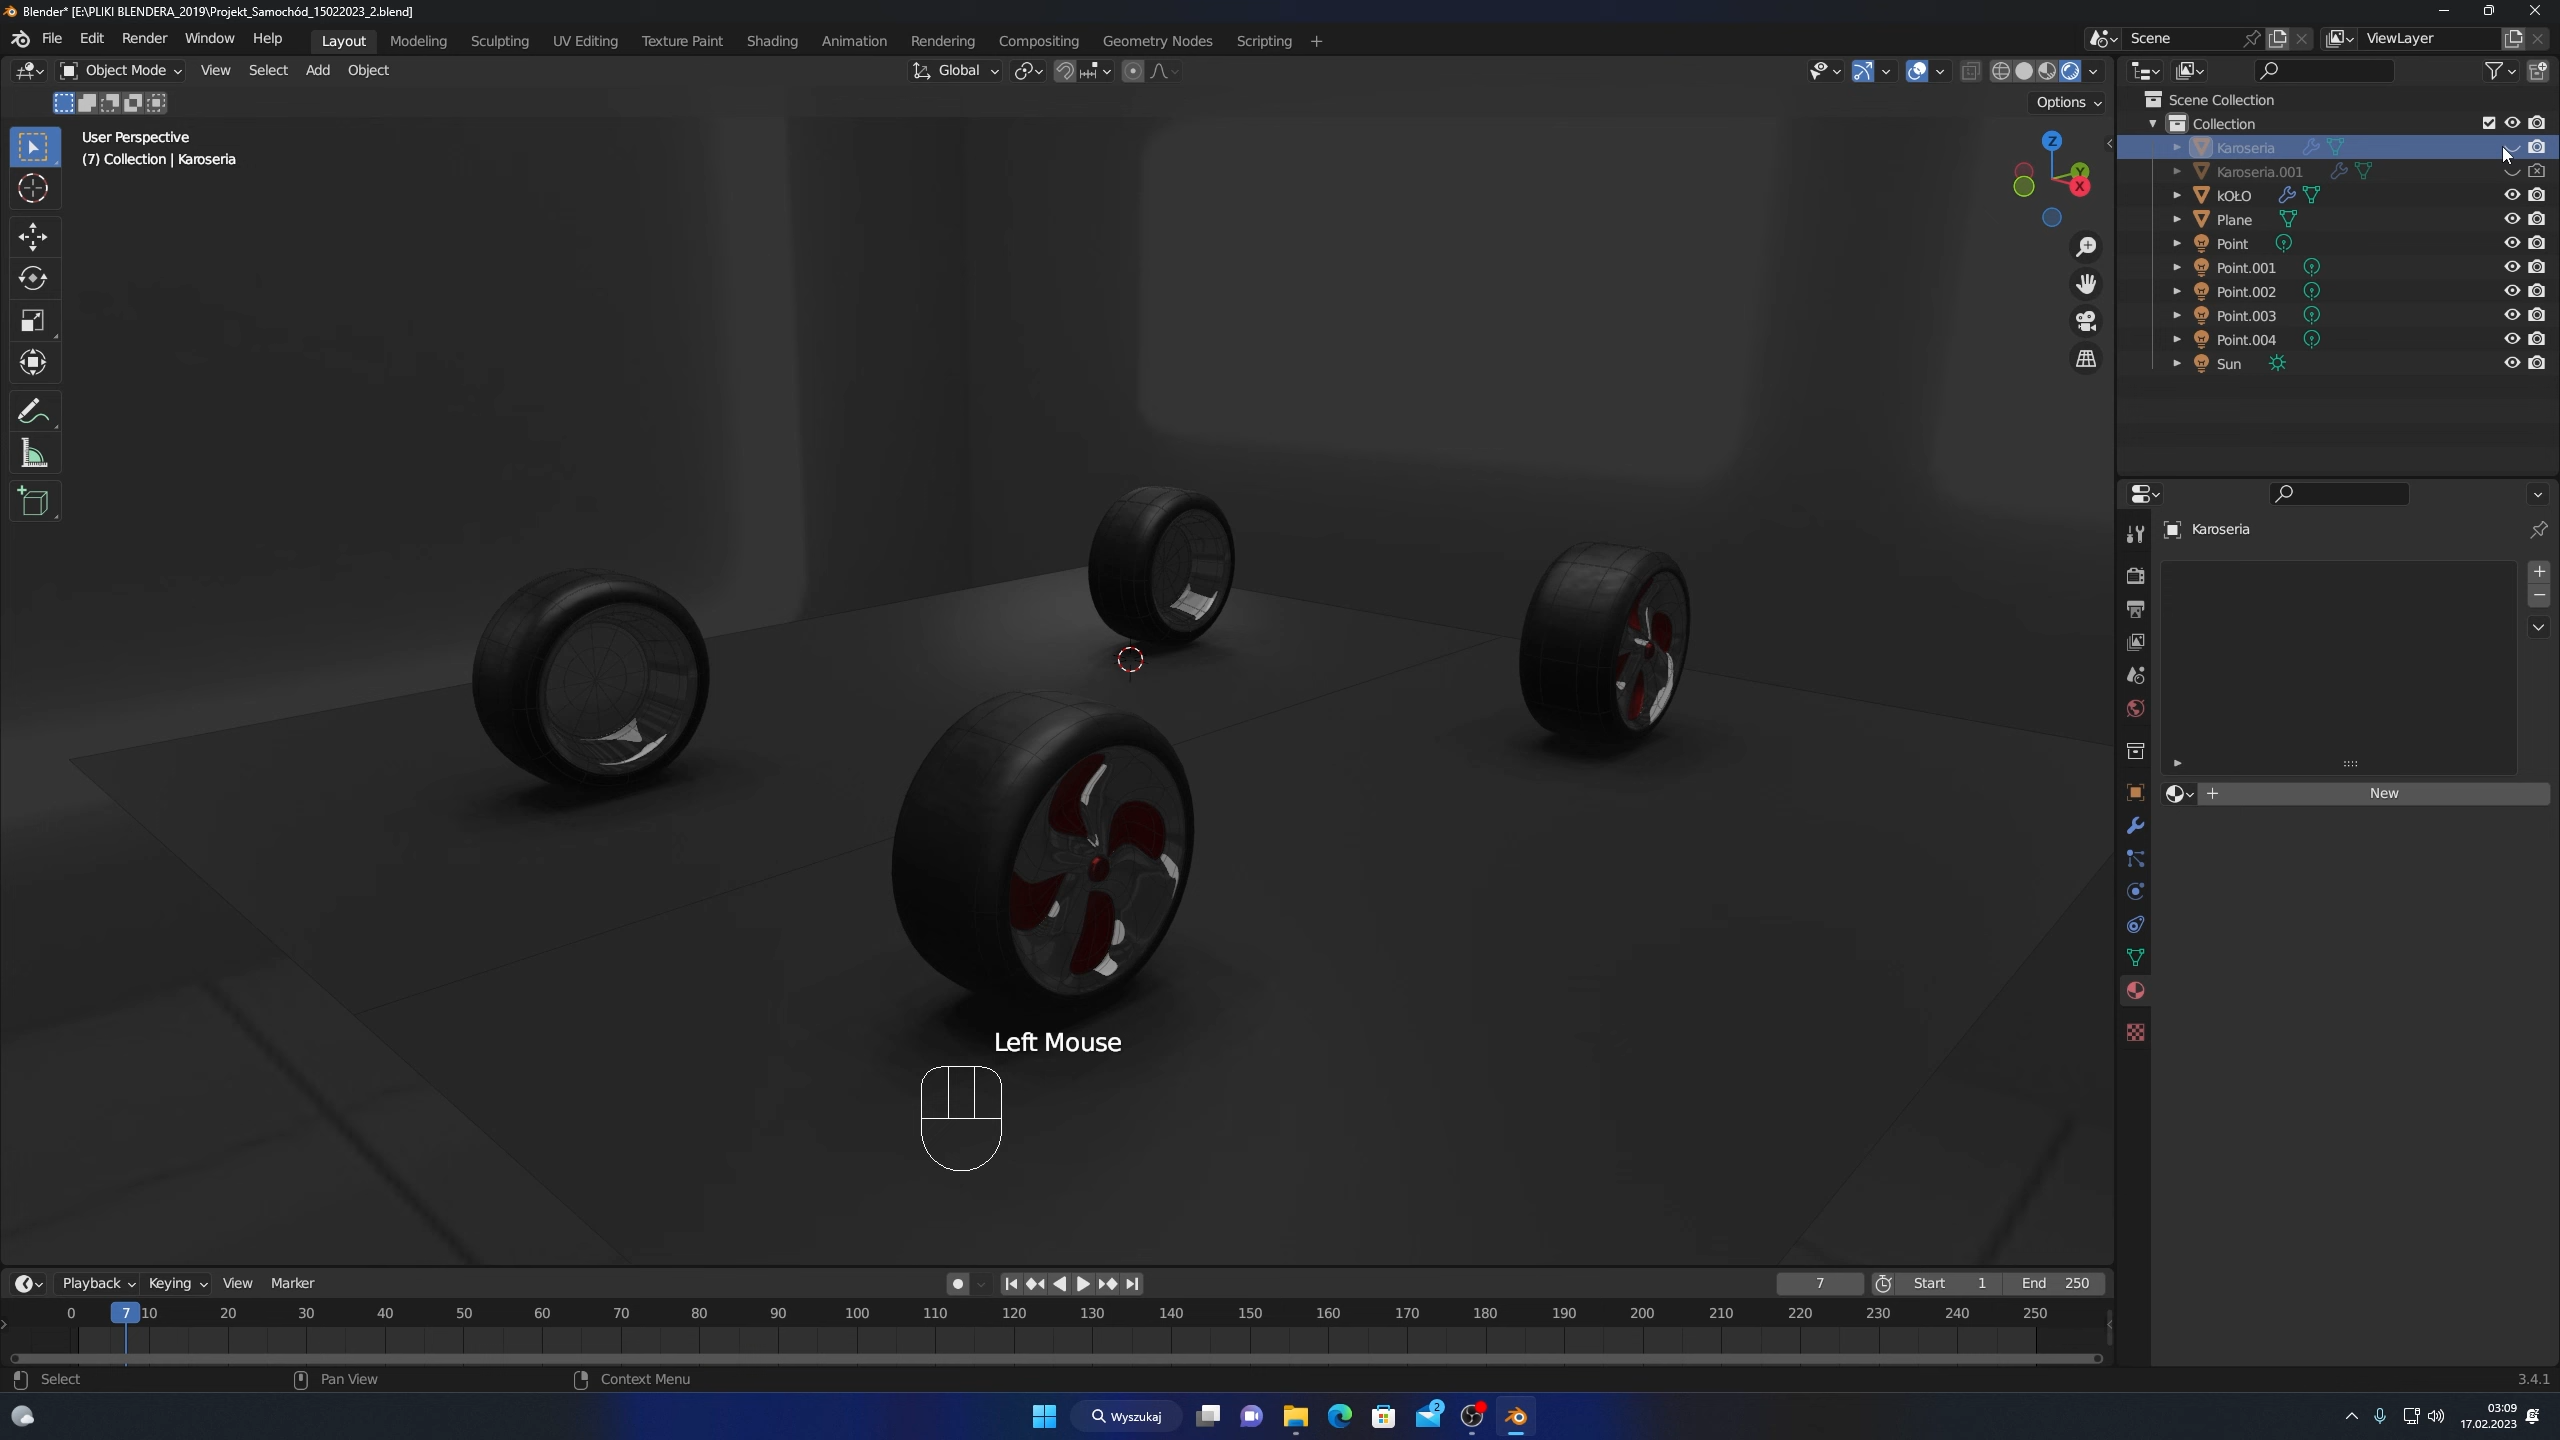 Blender* [E:\PLIKI BLENDERA_2019\Projekt_Samochód_15022023_2.blend]
File Edit Render Window Help Layout Modeling Sculpting UV Editing Texture Paint Shading Animation Rendering Compositing Geometry Nodes Scripting + Scene ViewLayer
Object Mode View Select Add Object Global
Options
User Perspective
(7) Collection | Karoseria
Z
Y
X
Scene Collection
Collection
Karoseria
Karoseria.001
kOŁO
Plane
Point
Point.001
Point.002
Point.003
Point.004
Sun
Karoseria
New
Left Mouse
Playback Keying View Marker 7 Start 1 End 250
0 7 10 20 30 40 50 60 70 80 90 100 110 120 130 140 150 160 170 180 190 200 210 220 230 240 250
Select Pan View Context Menu 3.4.1
Wyszukaj 2 03:09
17.02.2023